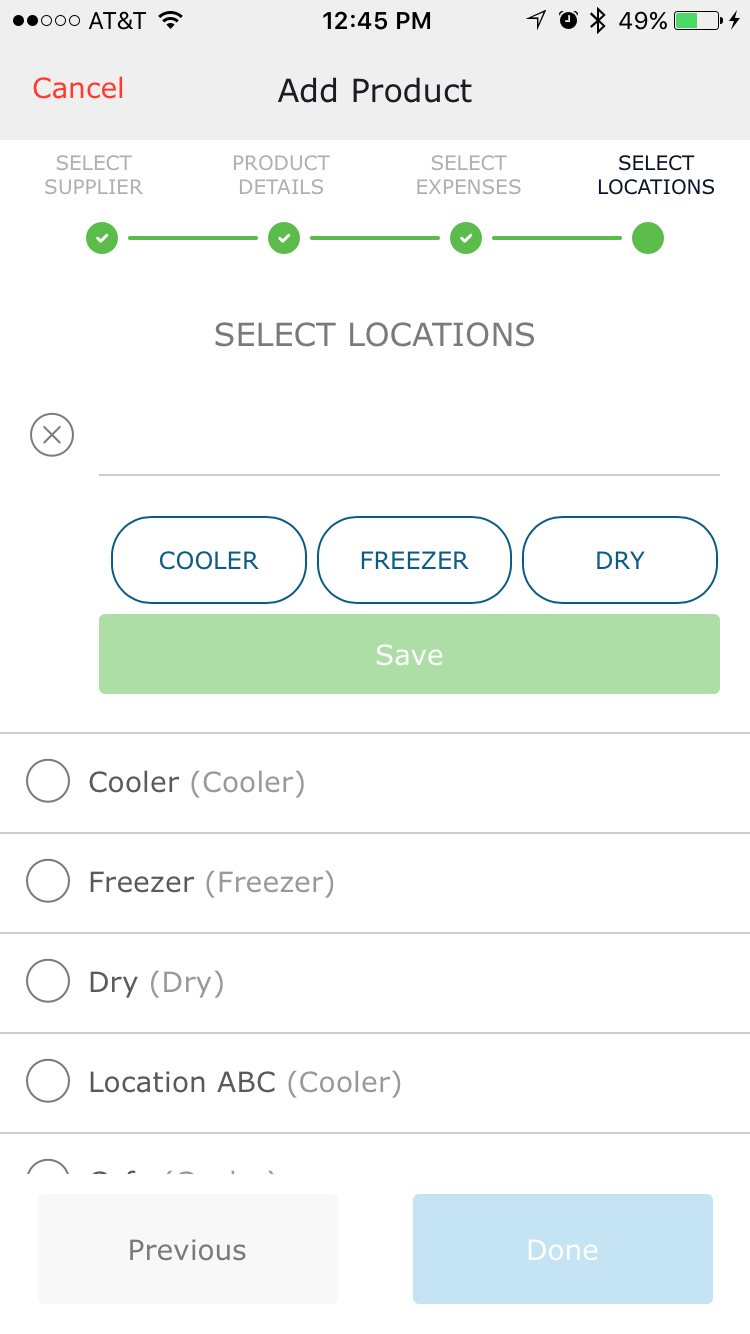 AT&T 12:45 PM 49%
Cancel Add Product
SELECT SUPPLIER
PRODUCT DETAILS
SELECT EXPENSES
SELECT LOCATIONS
SELECT LOCATIONS
COOLER FREEZER DRY
Save
Cooler (Cooler)
Freezer (Freezer)
Dry (Dry)
Location ABC (Cooler)
Previous Done